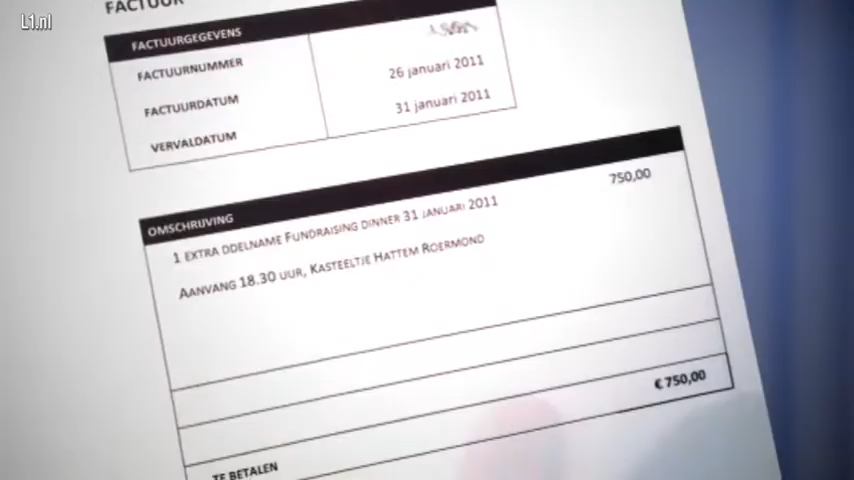 L1.nl
FACTUUR
FACTUURGEGEVENS
FACTUURNUMMER
FACTUURDATUM 26 januari 2011
VERVALDATUM 31 januari 2011
OMSCHRIJVING
1 EXTRA DDELNAME FUNDRAISING DINNER 31 JANUARI 2011 750,00
AANVANG 18.30 UUR, KASTEELTJE HATTEM ROERMOND
€ 750,00
TE BETALEN